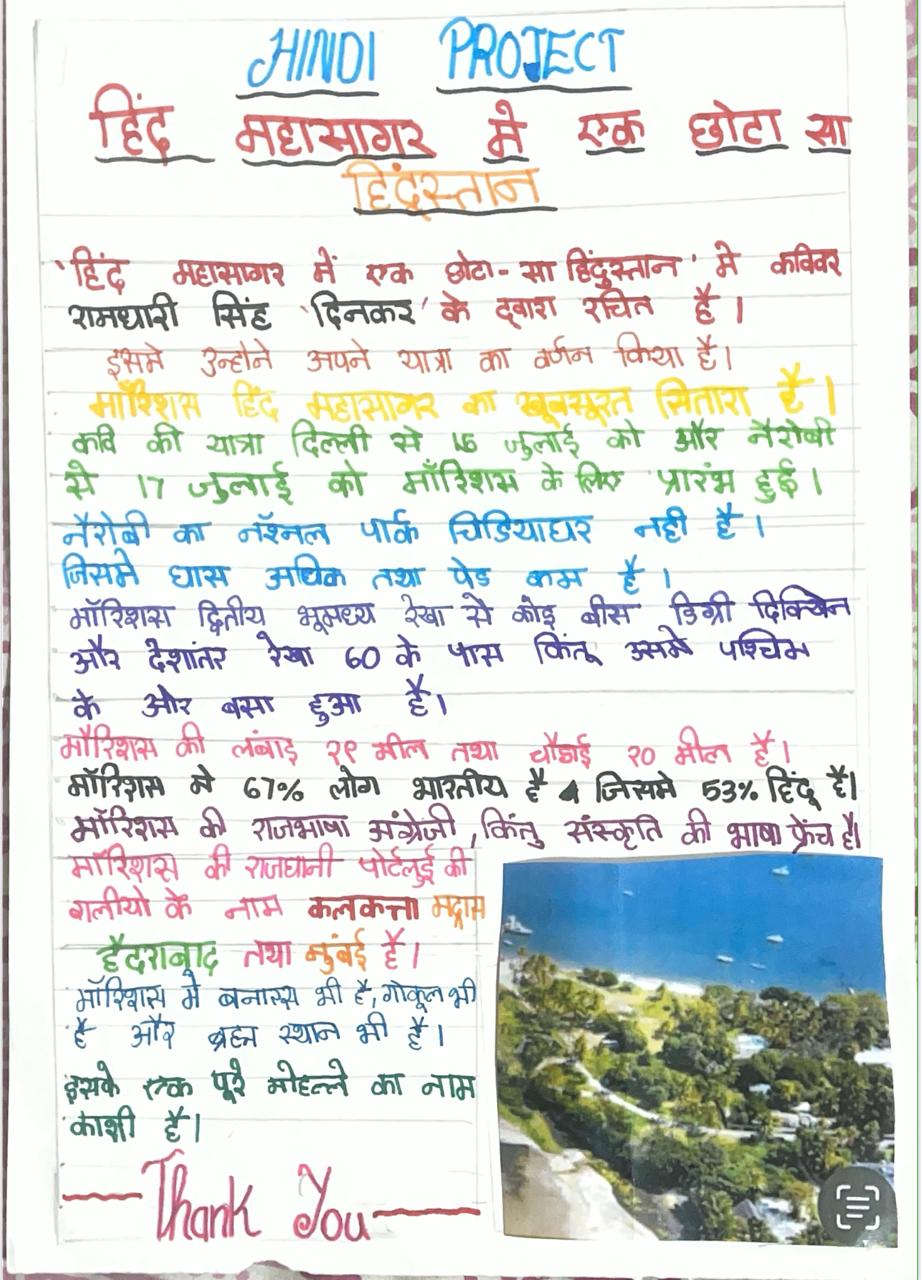 HINDI PROJECT
हिंद महासागर मे एक छोटा सा
हिंदुस्तान
'हिंद महासागर में एक छोटा-सा हिंदुस्तान' मे कविवर
रामधारी सिंह 'दिनकर' के द्वारा रचित है।
इसमे उन्होने अपने यात्रा का वर्णन किया है।
मॉरिशस हिंद महासागर का खूबसूरत सितारा है।
कवि की यात्रा दिल्ली से 15 जुलाई को और नैरोबी
से 17 जुलाई को मॉरिशस के लिए प्रारंभ हुई।
नैरोबी का नॅश्नल पार्क चिडियाघर नही है।
जिसमे घास अधिक तथा पेड कम है।
मॉरिशस द्वितीय भूमध्य रेखा से कोइ बीस डिग्री दक्खिन
और देशांतर रेखा 60 के पास किंतू उसमे पश्चिम
के और बसा हुआ है।
मौरिशस की लंबाइ २९ मील तथा चौडाई २० मील है।
मॉरिशस मे 67% लोग भारतीय है जिसमे 53% हिंदू है।
मॉरिशस की राजभाषा अंग्रेजी, किंतु संस्कृति की भाषा फ्रेंच है।
मॉरिशस की राजधानी पोर्टलुई की
गलीयो के नाम कलकत्ता मद्रास
हैदराबाद तथा मुंबई है।
मॉरिशस मे बनारस भी है, गोकूल भी
है और ब्रह्म स्थान भी है।
इसके एक पूरे मोहल्ले का नाम
काशी है।
Thank You